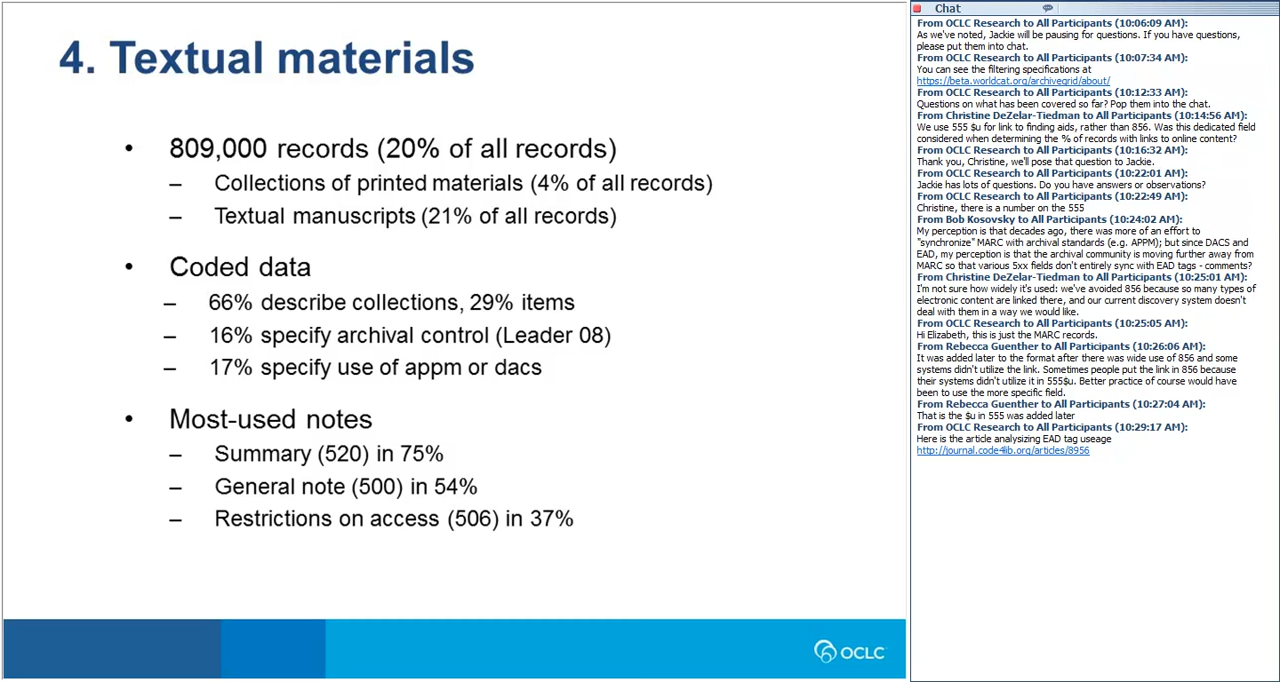 4. Textual materials
• 809,000 records (20% of all records)
– Collections of printed materials (4% of all records)
– Textual manuscripts (21% of all records)
• Coded data
– 66% describe collections, 29% items
– 16% specify archival control (Leader 08)
– 17% specify use of appm or dacs
• Most-used notes
– Summary (520) in 75%
– General note (500) in 54%
– Restrictions on access (506) in 37%
OCLC
Chat
From OCLC Research to All Participants (10:06:09 AM):
As we've noted, Jackie will be pausing for questions. If you have questions,
please put them into chat.
From OCLC Research to All Participants (10:07:34 AM):
You can see the filtering specifications at
https://beta.worldcat.org/archivegrid/about/
From OCLC Research to All Participants (10:12:33 AM):
Questions on what has been covered so far? Pop them into the chat.
From Christine DeZelar-Tiedman to All Participants (10:14:56 AM):
We use 555 $u for link to finding aids, rather than 856. Was this dedicated field
considered when determining the % of records with links to online content?
From OCLC Research to All Participants (10:16:32 AM):
Thank you, Christine, we'll pose that question to Jackie.
From OCLC Research to All Participants (10:22:01 AM):
Jackie has lots of questions. Do you have answers or observations?
From OCLC Research to All Participants (10:22:49 AM):
Christine, there is a number on the 555
From Bob Kosovsky to All Participants (10:24:02 AM):
My perception is that decades ago, there was more of an effort to
"synchronize" MARC with archival standards (e.g. APPM); but since DACS and
EAD, my perception is that the archival community is moving further away from
MARC so that various 5xx fields don't entirely sync with EAD tags - comments?
From Christine DeZelar-Tiedman to All Participants (10:25:01 AM):
I'm not sure how widely it's used: we've avoided 856 because so many types of
electronic content are linked there, and our current discovery system doesn't
deal with them in a way we would like.
From OCLC Research to All Participants (10:25:05 AM):
Hi Elizabeth, this is just the MARC records.
From Rebecca Guenther to All Participants (10:26:06 AM):
It was added later to the format after there was wide use of 856 and some
systems didn't utilize the link. Sometimes people put the link in 856 because
their systems didn't utilize it in 555$u. Better practice of course would have
been to use the more specific field.
From Rebecca Guenther to All Participants (10:27:04 AM):
That is the $u in 555 was added later
From OCLC Research to All Participants (10:29:17 AM):
Here is the article analysizing EAD tag useage
http://journal.code4lib.org/articles/8956